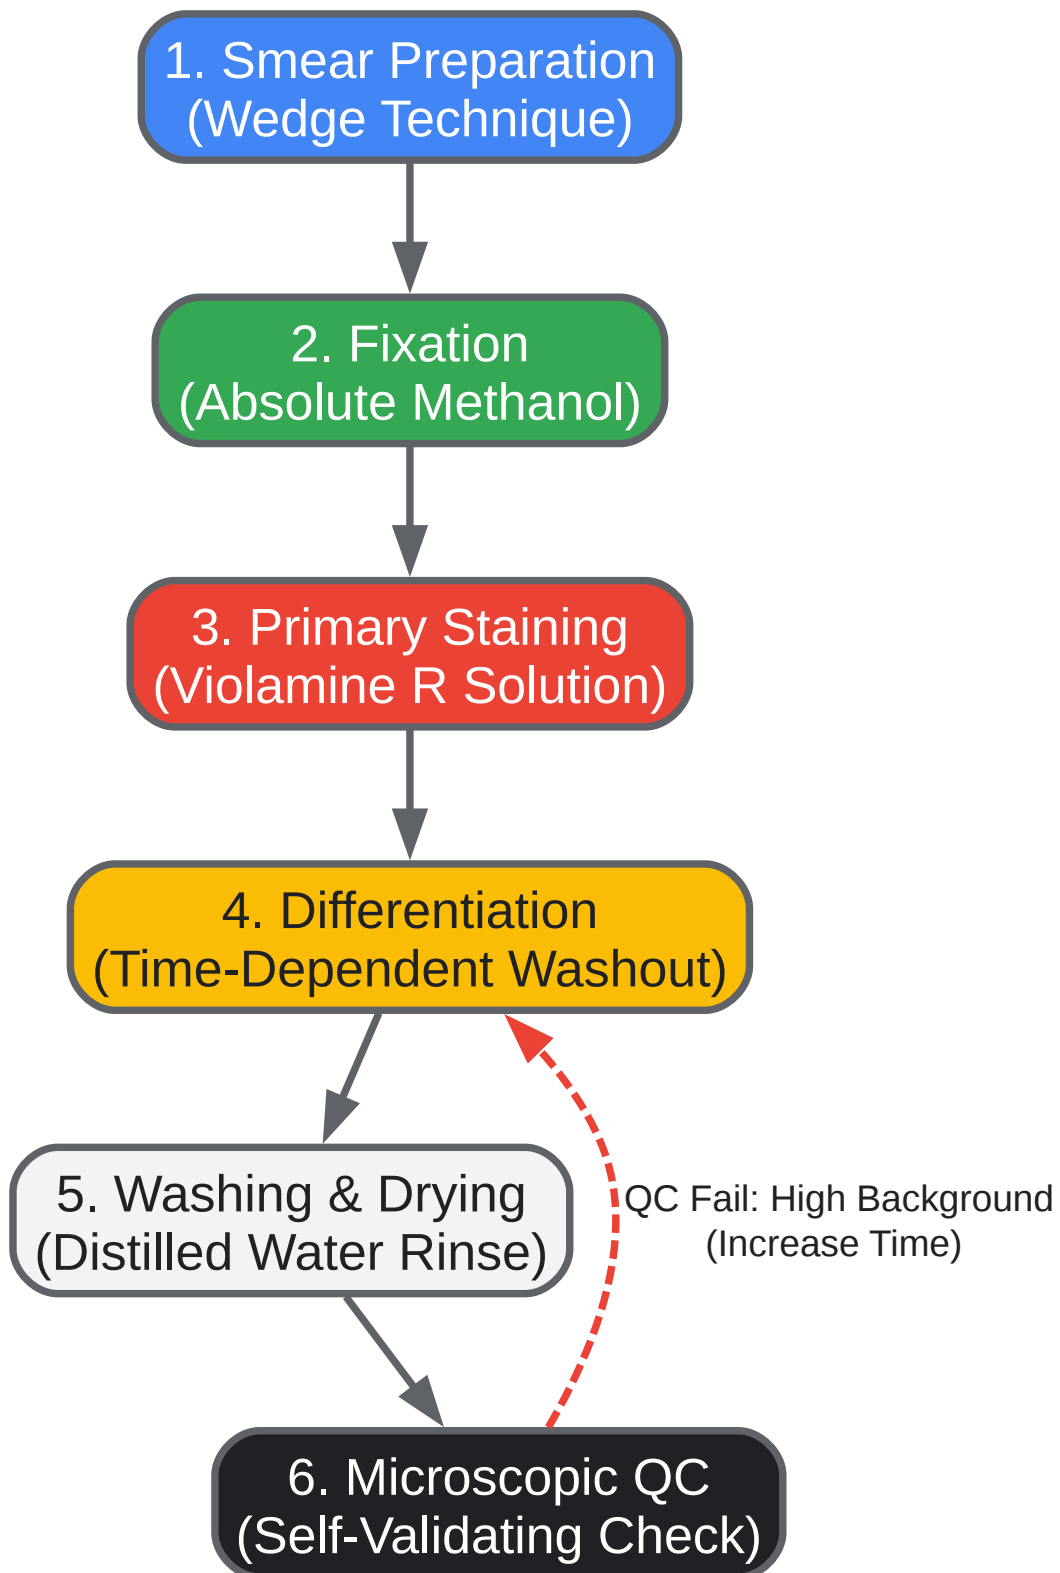 1. Smear Preparation
(Wedge Technique)
2. Fixation
(Absolute Methanol)
3. Primary Staining
(Violamine R Solution)
4. Differentiation
(Time-Dependent Washout)
5. Washing & Drying
(Distilled Water Rinse)
QC Fail: High Background
(Increase Time)
6. Microscopic QC
(Self-Validating Check)